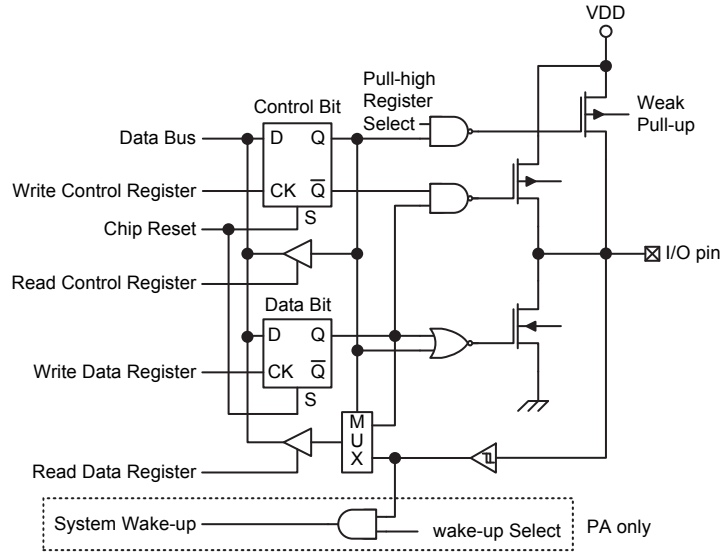 VDD
Pull-high
Register
Select
Weak
Pull-up
Control Bit
Data Bus
D Q
Write Control Register
CK Q
S
Chip Reset
I/O pin
Read Control Register
Data Bit
D Q
Write Data Register
CK Q
S
M
U
X
Read Data Register
System Wake-up
wake-up Select
PA only